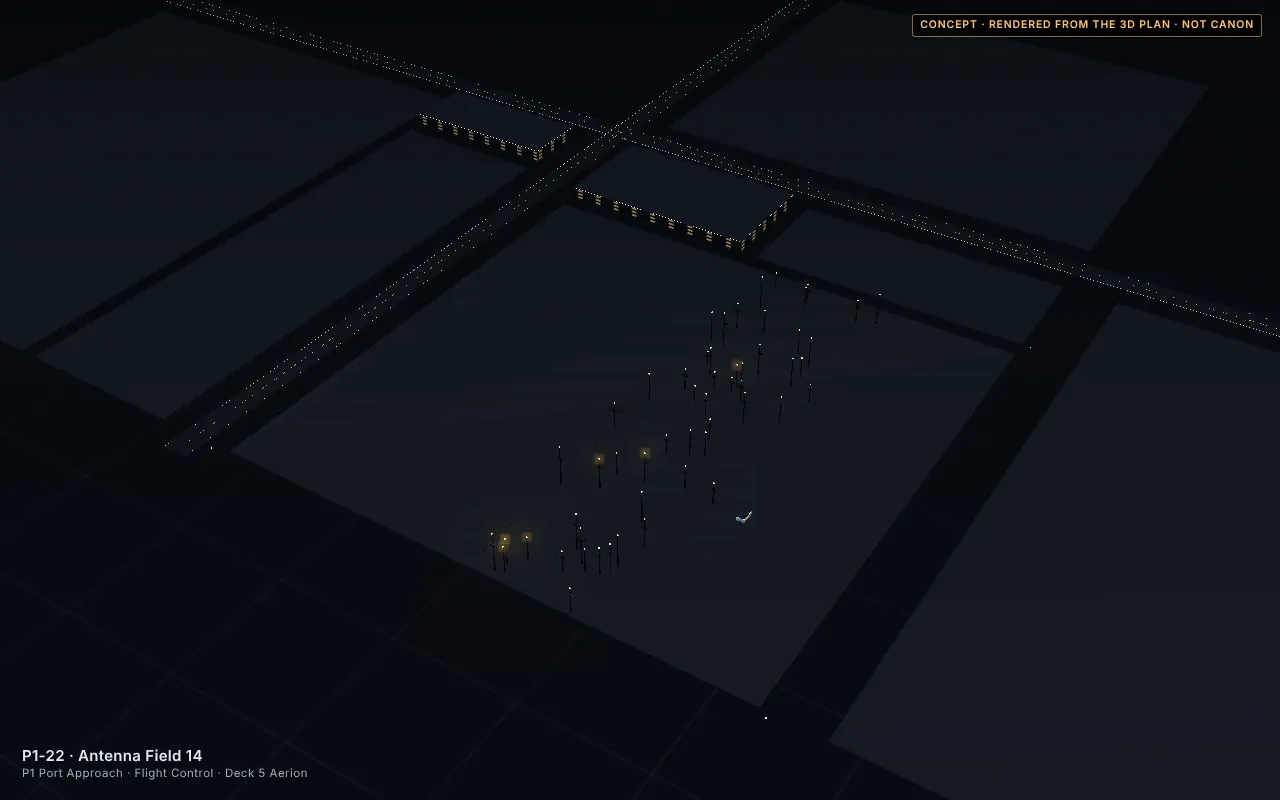 CONCEPT · RENDERED FROM THE 3D PLAN · NOT CANON
P1-22 · Antenna Field 14
P1 Port Approach · Flight Control · Deck 5 Aerion